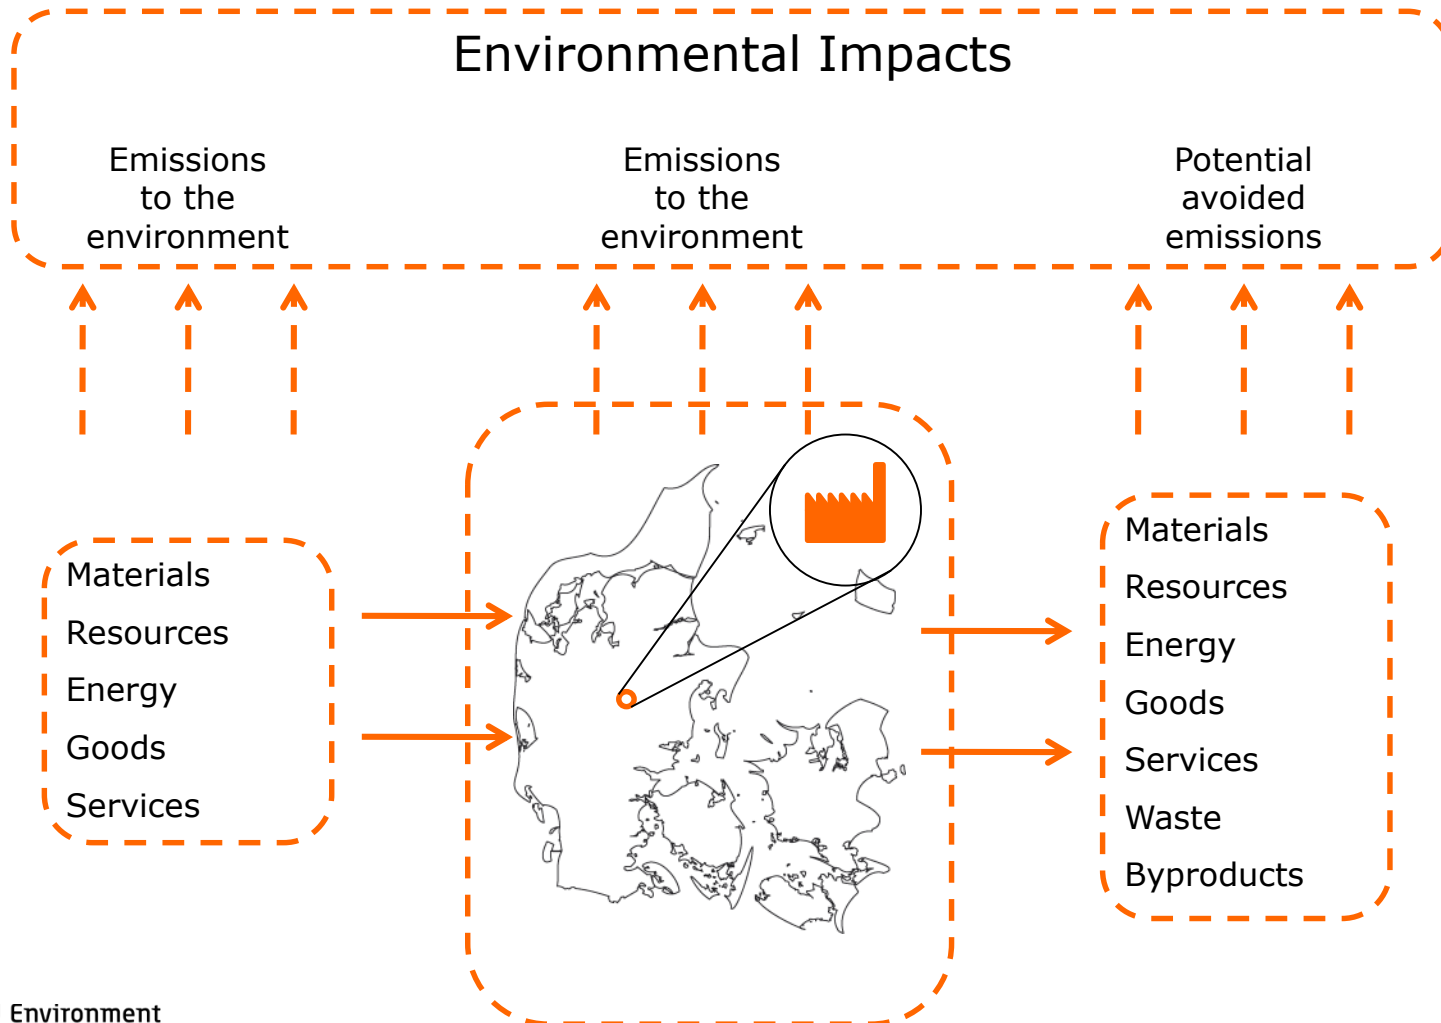 Environmental Impacts
Emissions
to the
environment
Emissions
to the
environment
Potential
avoided
emissions
Materials
Resources
Energy
Goods
Services
Materials
Resources
Energy
Goods
Services
Waste
Byproducts
Environment